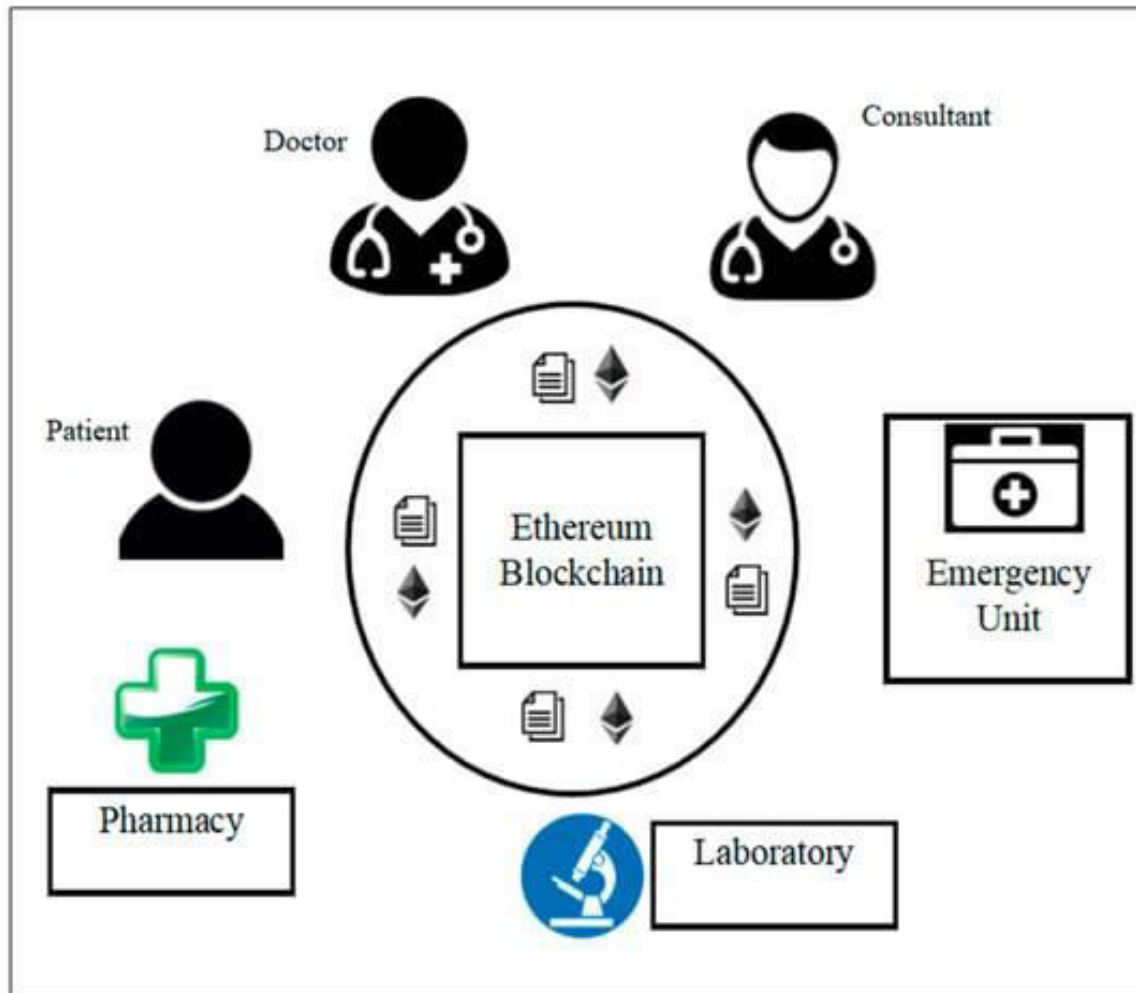 Doctor
Consultant
Patient
Ethereum
Blockchain
Emergency
Unit
Pharmacy
Laboratory